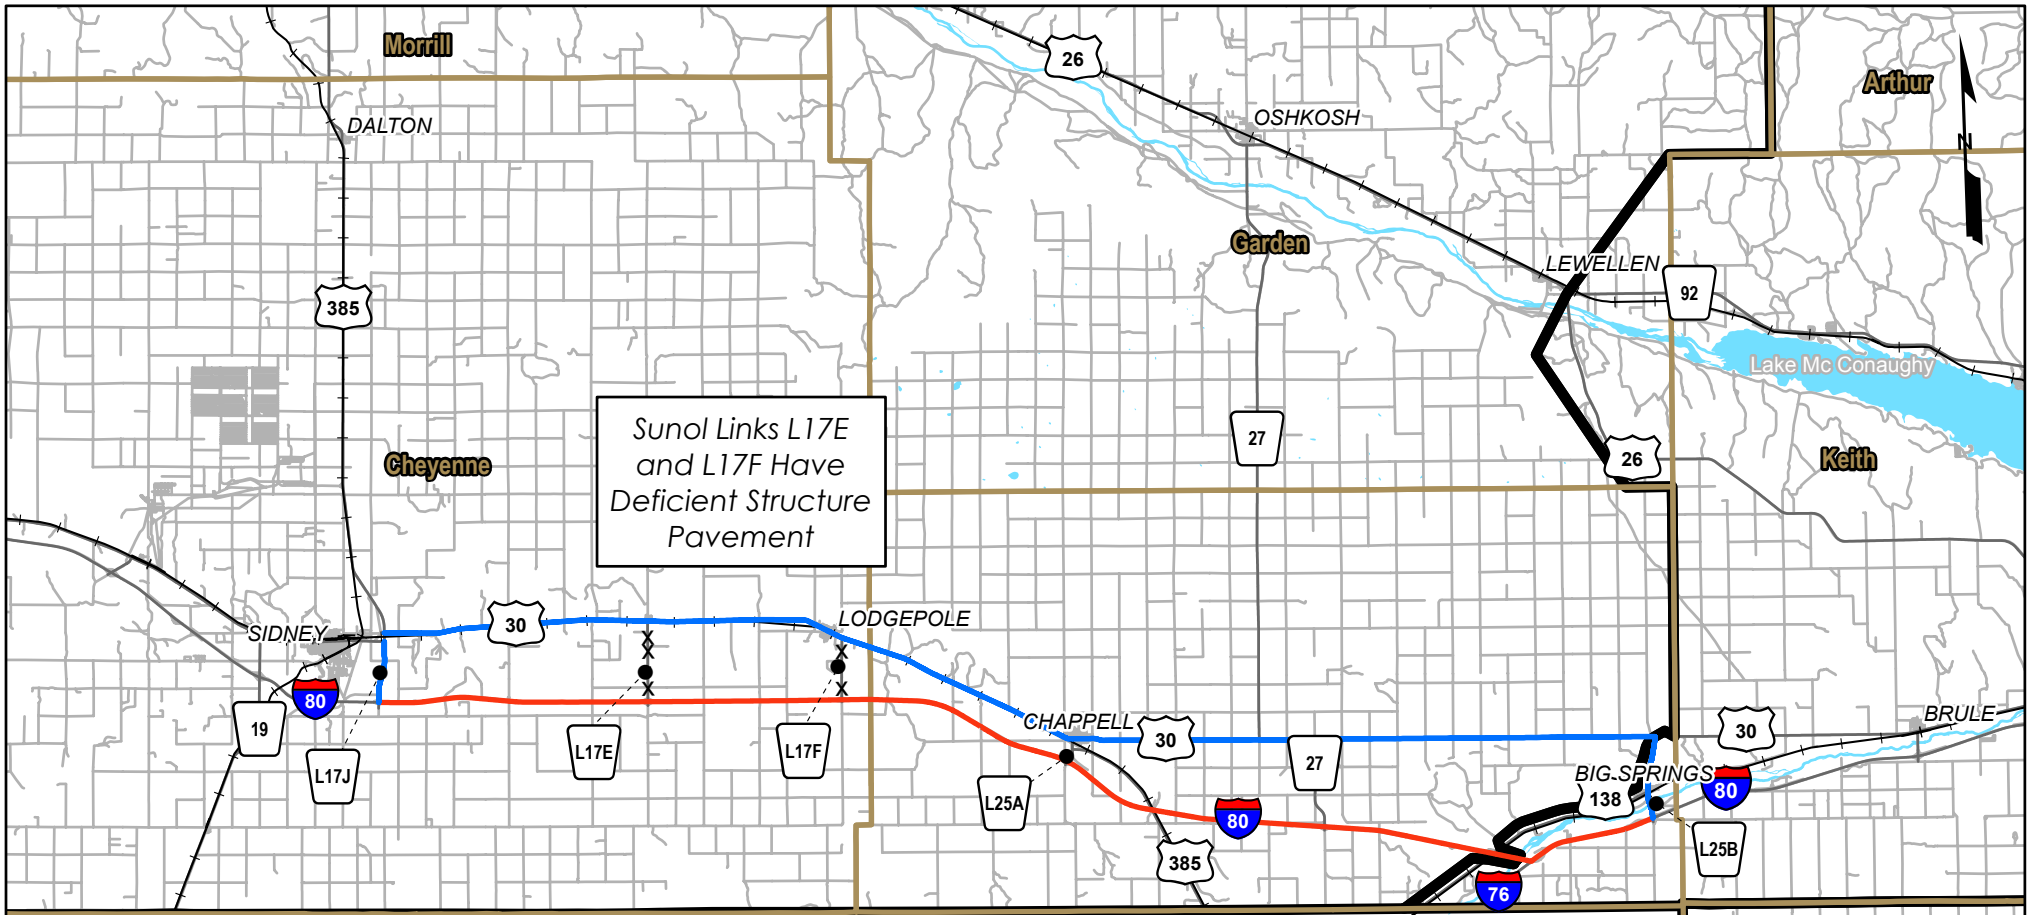 Morrill
26
Arthur
DALTON
OSHKOSH
N
Garden
LEWELLEN
92
385
Lake Mc Conaughy
Sunol Links L17E
and L17F Have
Deficient Structure
Pavement
27
26
Keith
Cheyenne
30
LODGEPOLE
SIDNEY
X
X
X
X
X
80
19
L17J
L17E
L17F
CHAPPELL
30
27
30
BRULE
BIG SPRINGS
138
80
L25A
80
385
L25B
76